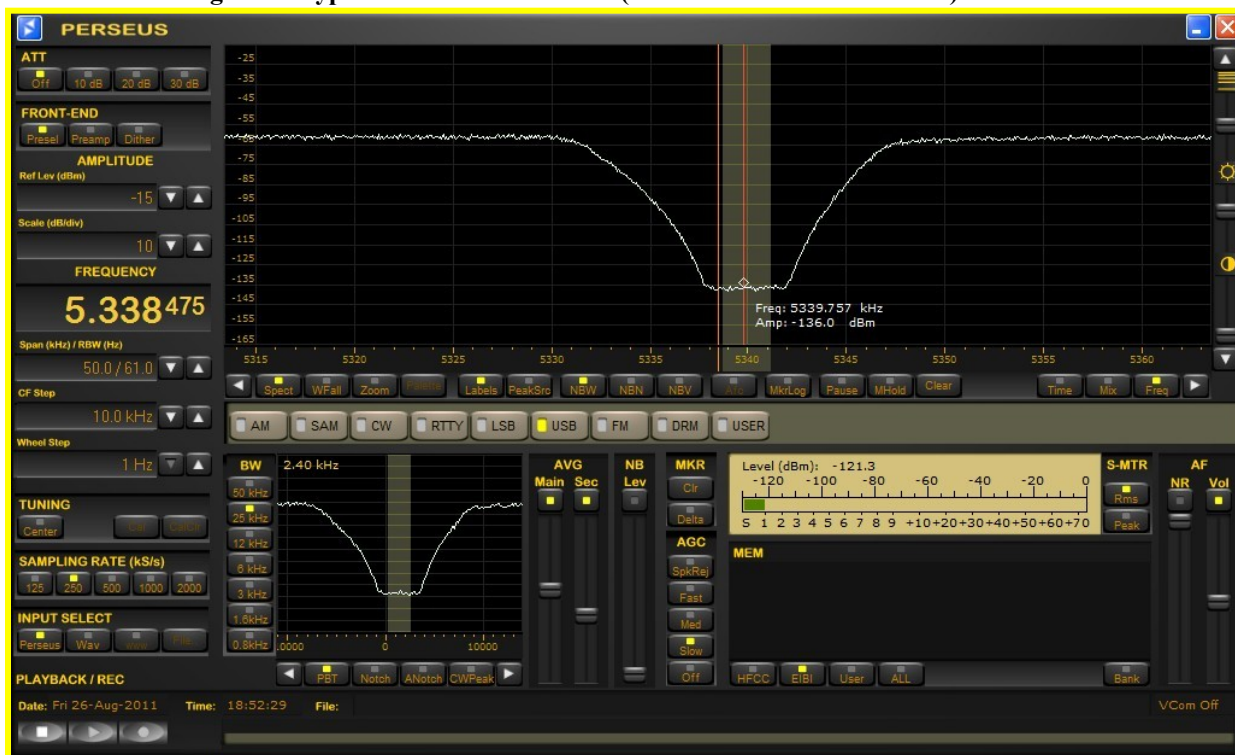 PERSEUS
ATT
Off 10 dB 20 dB 30 dB
FRONT-END
Presel Preamp Dither
AMPLITUDE
Ref Lev (dBm)
-15
Scale (dB/div)
10
FREQUENCY
5.338475
Span (kHz) / RBW (Hz)
50.0 / 61.0
CF Step
10.0 kHz
Wheel Step
1 Hz
TUNING
Center
SAMPLING RATE (kS/s)
125 250 500 1000 2000
INPUT SELECT
Perseus Wav
PLAYBACK / REC
-25
-35
-45
-55
-65
-75
-85
-95
-105
-115
-125
-135
-145
-155
-165
Freq: 5339.757 kHz
Amp: -136.0 dBm
5315 5320 5325 5330 5335 5340 5345 5350 5355 5360
Spect WFall Zoom Labels PeakSrc NBW NBN NBV Afc MkrLog Pause MHold Clear Time Mix Freq
AM SAM CW RTTY LSB USB FM DRM USER
BW
50 kHz
25 kHz
12 kHz
6 kHz
3 kHz
1.6kHz
0.8kHz
2.40 kHz
.0000 0 10000
PBT Notch ANotch CWPeak
AVG
Main Sec
NB
Lev
MKR
Clr
Delta
AGC
SpkRej
Fast
Med
Slow
Off
Level (dBm): -121.3
-120 -100 -80 -60 -40 -20 0
S 1 2 3 4 5 6 7 8 9 +10+20+30+40+50+60+70
S-MTR
Rms
Peak
AF
NR Vol
MEM
HFCC EIBI User ALL Bank
Date: Fri 26-Aug-2011 Time: 18:52:29 File:
VCom Off